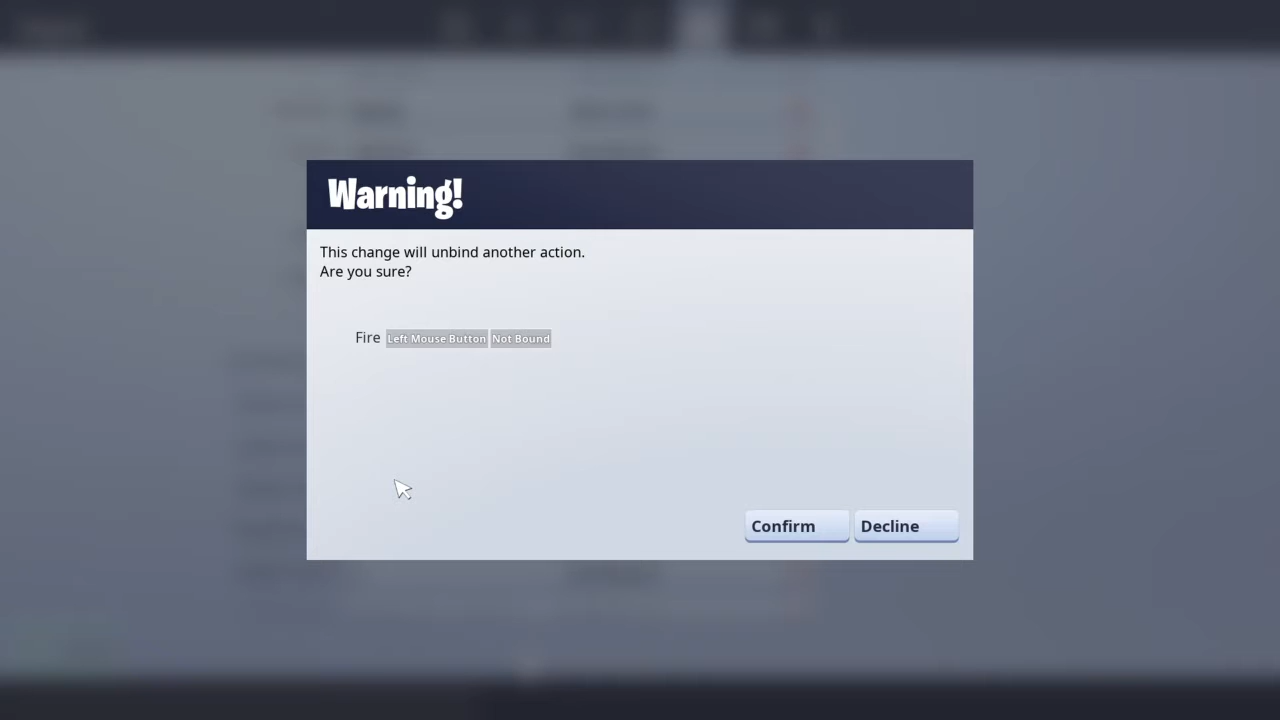 Warning!
This change will unbind another action.
Are you sure?
Fire Left Mouse Button Not Bound
Confirm Decline